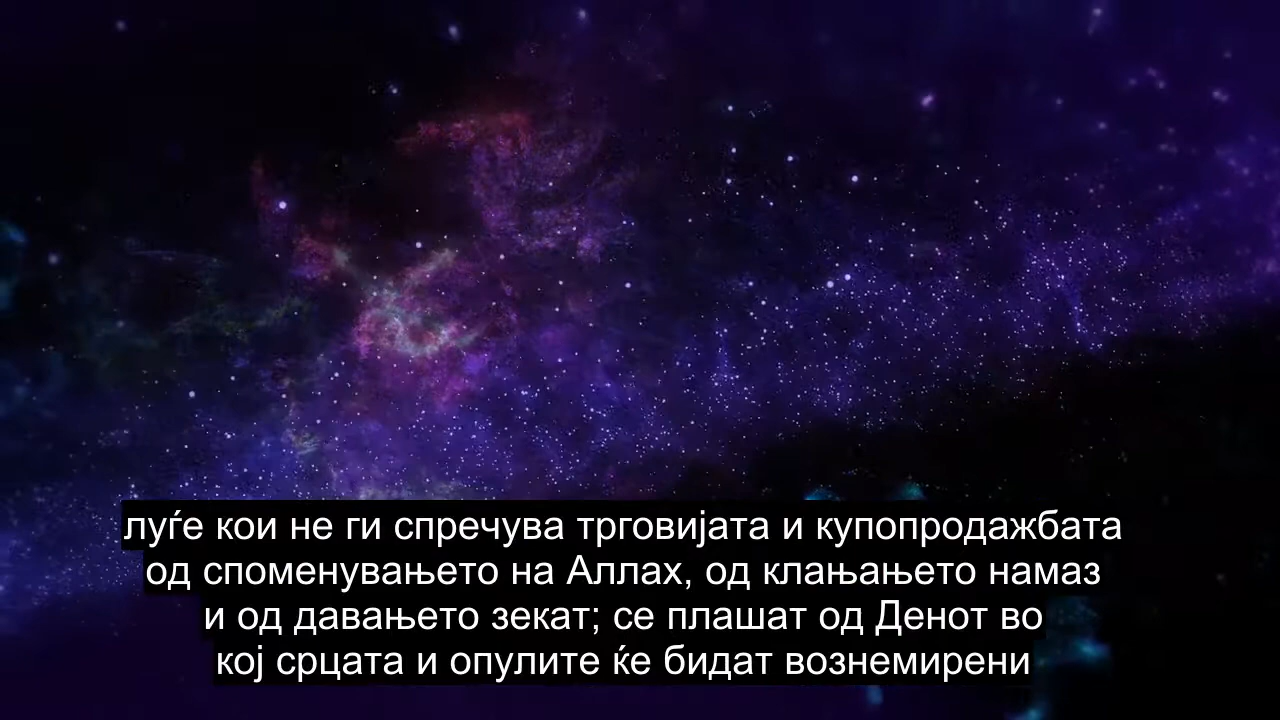 луѓе кои не ги спречува трговијата и купопродажбата
од споменувањето на Аллах, од клањањето намаз
и од давањето зекат; се плашат од Денот во
кој срцата и опулите ќе бидат вознемирени